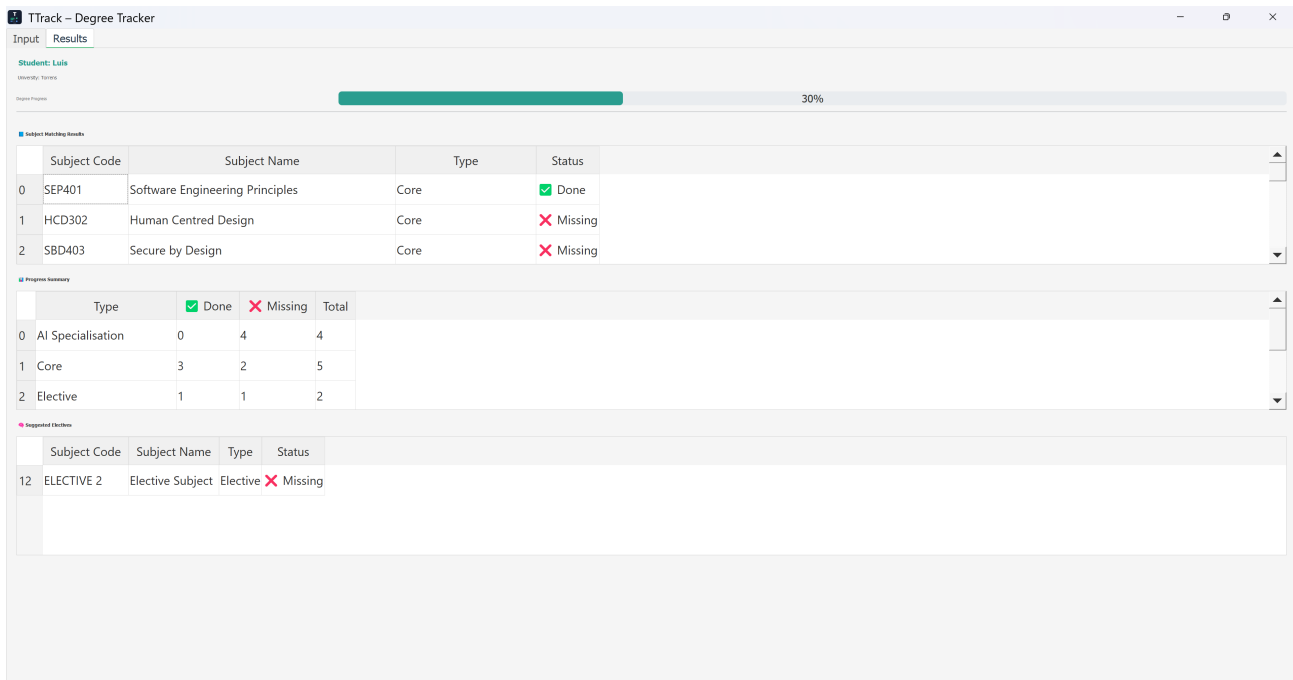 TTrack – Degree Tracker
Input Results
Student: Luis
University: Torrens
Degree Progress 30%
Subject Matching Results
Subject Code Subject Name Type Status
0 SEP401 Software Engineering Principles Core ✅ Done
1 HCD302 Human Centred Design Core ❌ Missing
2 SBD403 Secure by Design Core ❌ Missing
Progress Summary
Type ✅ Done ❌ Missing Total
0 AI Specialisation 0 4 4
1 Core 3 2 5
2 Elective 1 1 2
Suggested Electives
Subject Code Subject Name Type Status
12 ELECTIVE 2 Elective Subject Elective ❌ Missing